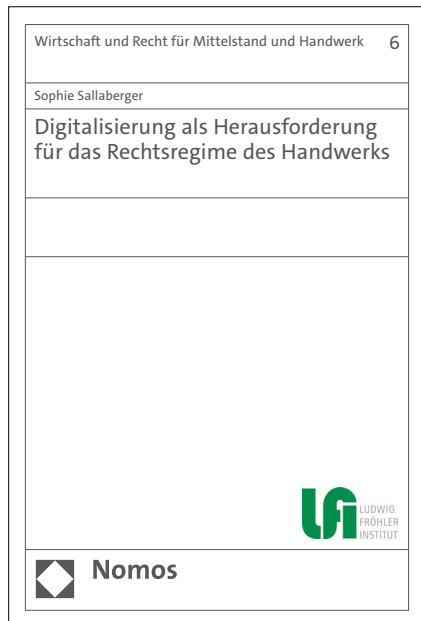 Wirtschaft und Recht für Mittelstand und Handwerk 6
Sophie Sallaberger
Digitalisierung als Herausforderung
für das Rechtsregime des Handwerks
LFI
LUDWIG
FRÖHLER
INSTITUT
Nomos